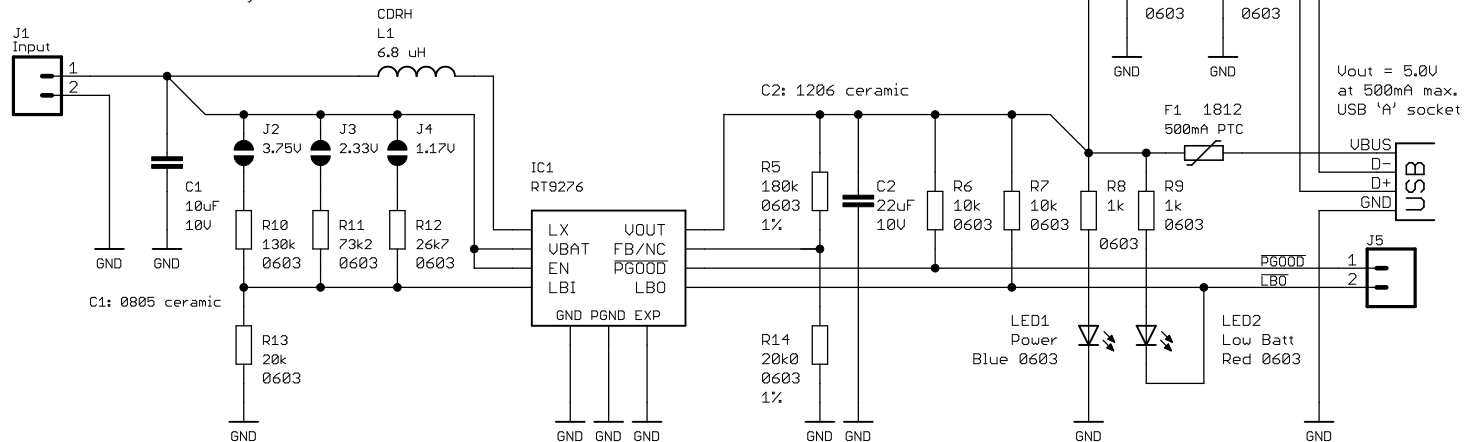 CDRH
L1
6.8 uH
J1
Input
1
2
C1
10uF
10V
GND
GND
C1: 0805 ceramic
J2
3.75V
J3
2.33V
J4
1.17V
R10
130k
0603
R11
73k2
0603
R12
26k7
0603
R13
20k
0603
GND
IC1
RT9276
LX
VBAT
EN
LBI
VOUT
FB/NC
PGOOD
LBO
GND PGND EXP
GND
GND
GND
C2: 1206 ceramic
R5
180k
0603
1%
C2
22uF
10V
R6
10k
0603
R7
10k
0603
R14
20k0
0603
1%
GND
GND
0603
0603
GND
GND
F1 1812
500mA PTC
R8
1k
0603
R9
1k
0603
LED1
Power
Blue 0603
LED2
Low Batt
Red 0603
GND
Vout = 5.0V
at 500mA max.
USB 'A' socket
VBUS
D-
D+
GND
USB
J5
PGOOD
1
LBO
2
GND